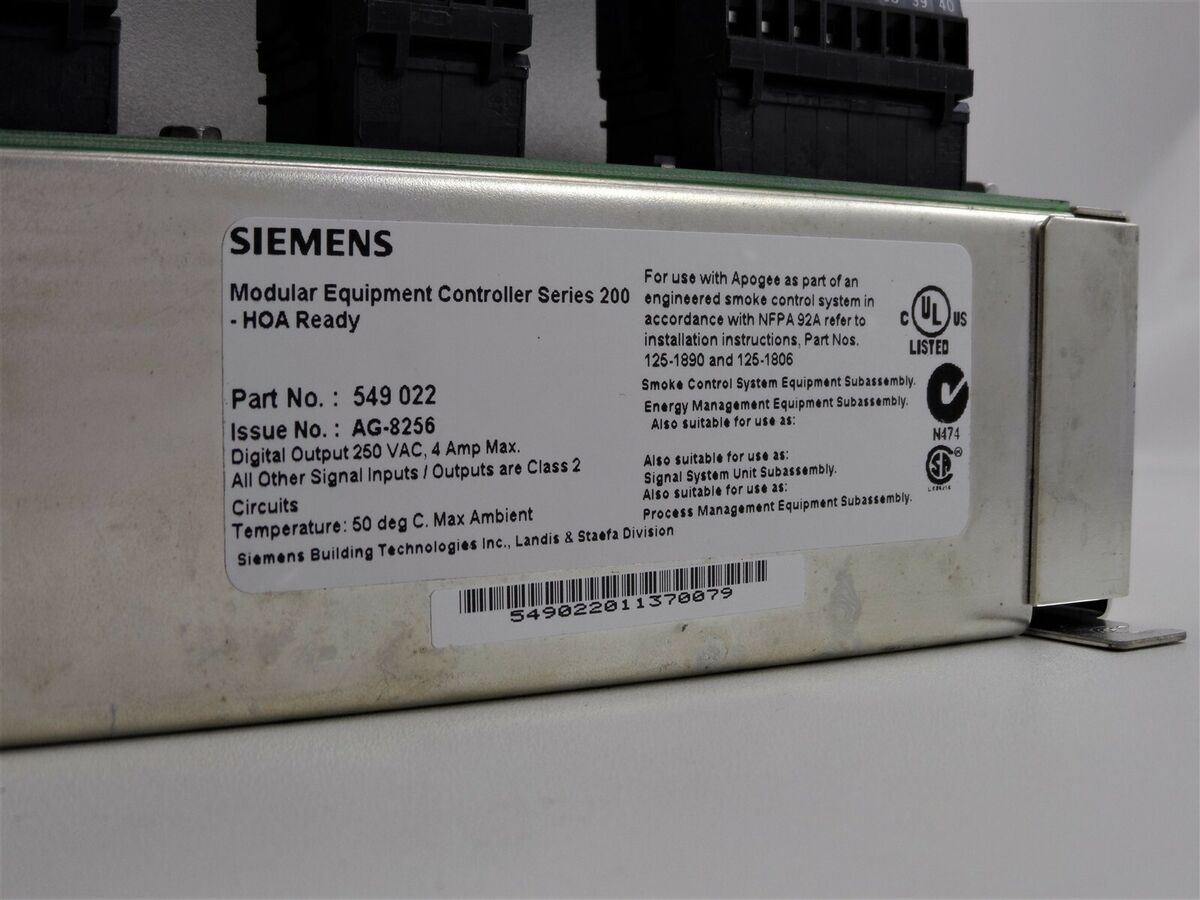 39 40
SIEMENS
Modular Equipment Controller Series 200
- HOA Ready
Part No. : 549 022
Issue No. : AG-8256
Digital Output 250 VAC, 4 Amp Max.
All Other Signal Inputs / Outputs are Class 2
Circuits
Temperature: 50 deg C. Max Ambient
Siemens Building Technologies Inc., Landis & Staefa Division
For use with Apogee as part of an
engineered smoke control system in
accordance with NFPA 92A refer to
installation instructions, Part Nos.
125-1890 and 125-1806
Smoke Control System Equipment Subassembly.
Energy Management Equipment Subassembly.
Also suitable for use as:
Also suitable for use as:
Signal System Unit Subassembly.
Also suitable for use as:
Process Management Equipment Subassembly.
C UL US
LISTED
N474
SA ®
549022011370079